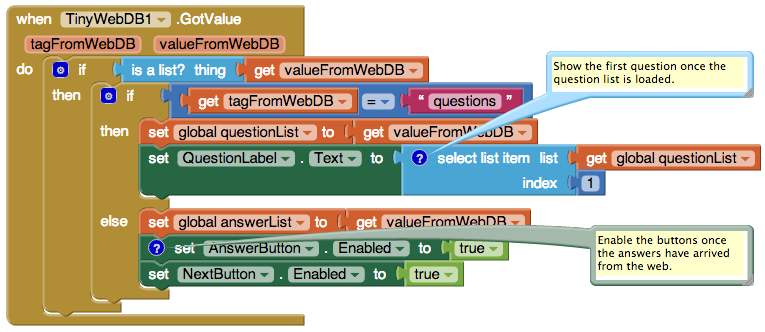 when TinyWebDB1 .GotValue
tagFromWebDB valueFromWebDB
do if is a list? thing get valueFromWebDB
then if get tagFromWebDB = “ questions ”
then set global questionList to get valueFromWebDB
set QuestionLabel . Text to ? select list item list get global questionList
index 1
else set global answerList to get valueFromWebDB
? set AnswerButton . Enabled to true
set NextButton . Enabled to true
Show the first question once the
question list is loaded.
Enable the buttons once
the answers have arrived
from the web.